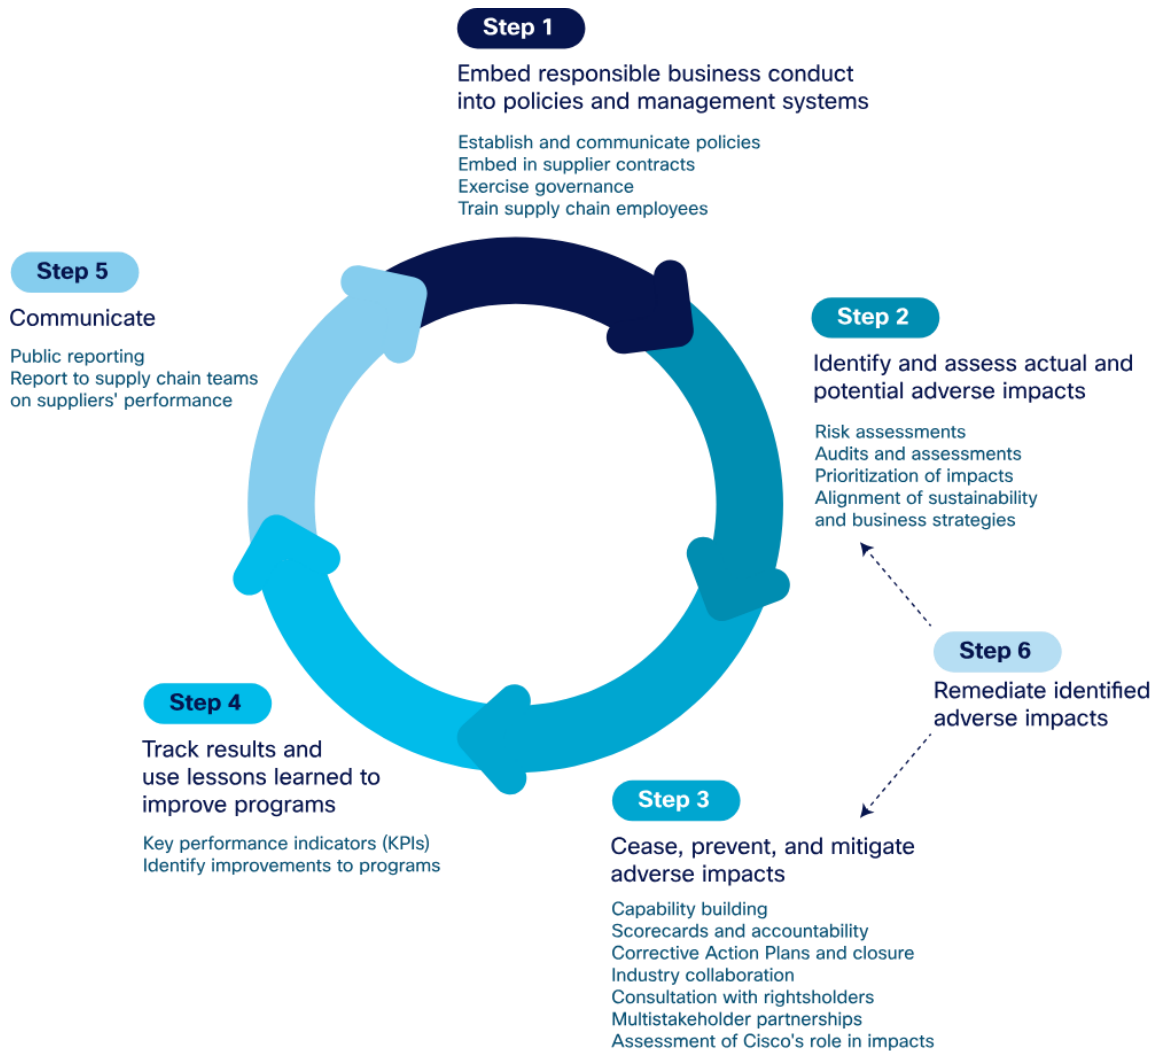 Step 1
Embed responsible business conduct
into policies and management systems
Establish and communicate policies
Embed in supplier contracts
Exercise governance
Train supply chain employees
Step 2
Identify and assess actual and
potential adverse impacts
Risk assessments
Audits and assessments
Prioritization of impacts
Alignment of sustainability
and business strategies
Step 3
Cease, prevent, and mitigate
adverse impacts
Capability building
Scorecards and accountability
Corrective Action Plans and closure
Industry collaboration
Consultation with rightsholders
Multistakeholder partnerships
Assessment of Cisco's role in impacts
Step 4
Track results and
use lessons learned to
improve programs
Key performance indicators (KPIs)
Identify improvements to programs
Step 5
Communicate
Public reporting
Report to supply chain teams
on suppliers' performance
Step 6
Remediate identified
adverse impacts